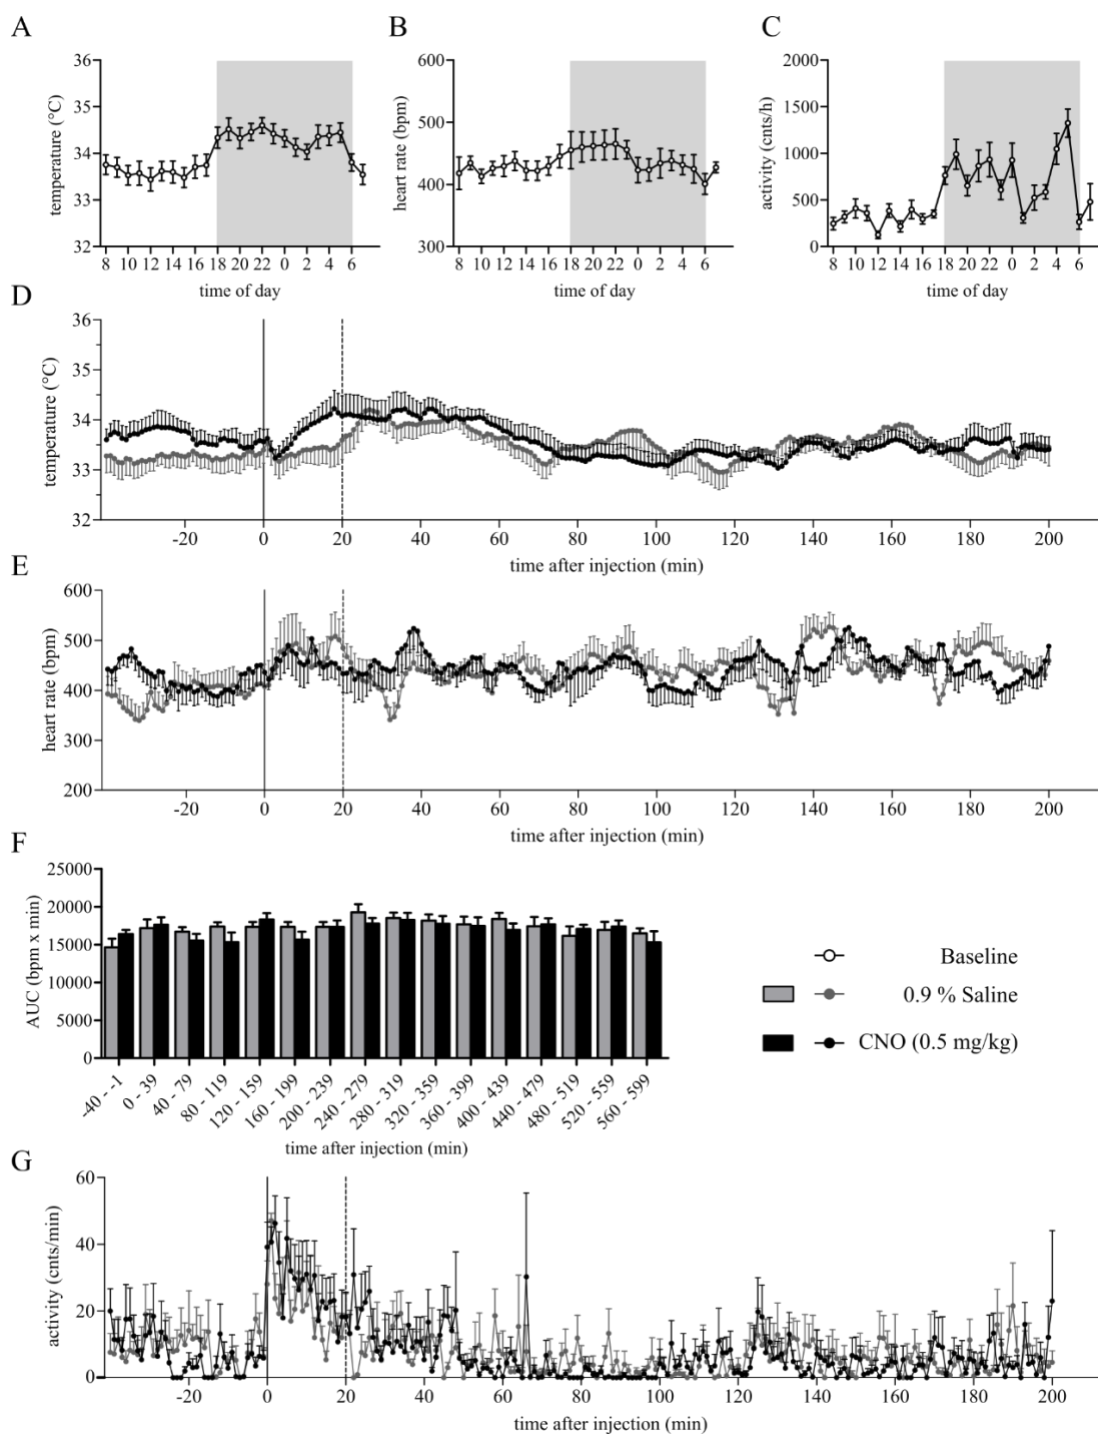 A
B
C
36
35
34
33
32
temperature (°C)
8 10 12 14 16 18 20 22 0 2 4 6
time of day
600
500
400
300
heart rate (bpm)
8 10 12 14 16 18 20 22 0 2 4 6
time of day
2000
1500
1000
500
0
activity (cnts/h)
8 10 12 14 16 18 20 22 0 2 4 6
time of day
D
36
35
34
33
32
temperature (°C)
-20 0 20 40 60 80 100 120 140 160 180 200
time after injection (min)
E
600
500
400
300
200
heart rate (bpm)
-20 0 20 40 60 80 100 120 140 160 180 200
time after injection (min)
F
25000
20000
15000
10000
5000
0
AUC (bpm x min)
-40 - -1
0 - 39
40 - 79
80 - 119
120 - 159
160 - 199
200 - 239
240 - 279
280 - 319
320 - 359
360 - 399
400 - 439
440 - 479
480 - 519
520 - 559
560 - 599
time after injection (min)
Baseline
0.9 % Saline
CNO (0.5 mg/kg)
G
60
40
20
0
activity (cnts/min)
-20 0 20 40 60 80 100 120 140 160 180 200
time after injection (min)